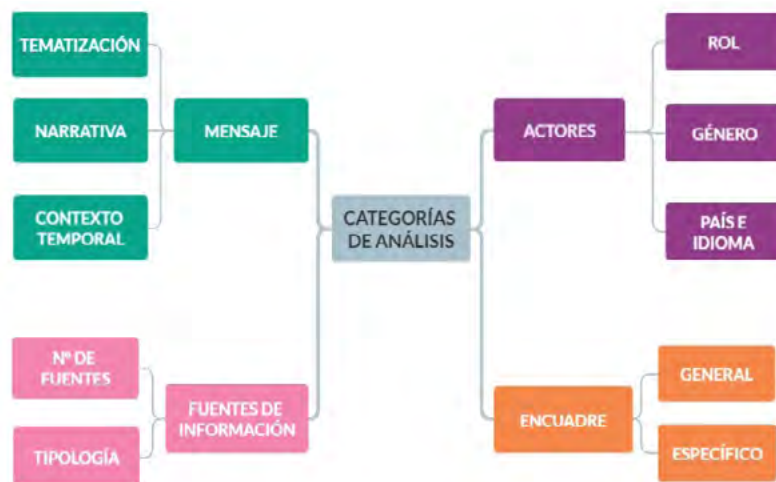 TEMATIZACIÓN
NARRATIVA
CONTEXTO
TEMPORAL
MENSAJE
Nº DE
FUENTES
TIPOLOGÍA
FUENTES DE
INFORMACIÓN
CATEGORÍAS
DE ANÁLISIS
ACTORES
ROL
GÉNERO
PAÍS E
IDIOMA
ENCUADRE
GENERAL
ESPECÍFICO